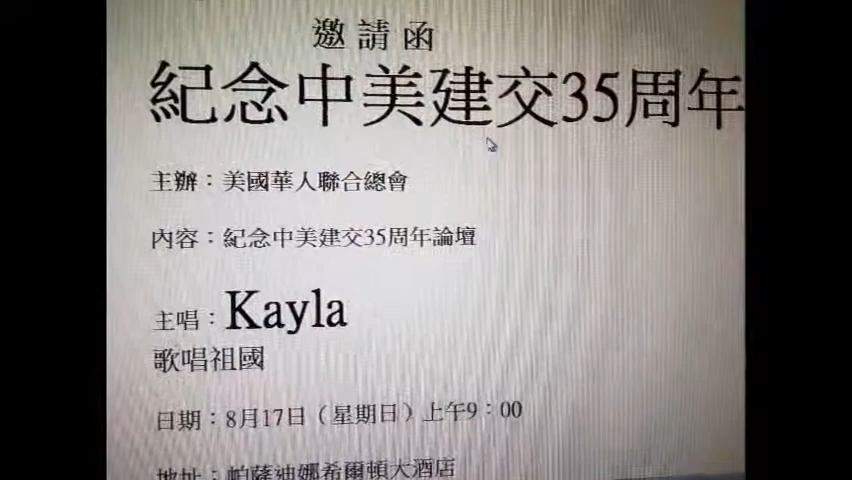 邀請函
紀念中美建交35周年
主辦：美國華人聯合總會
內容：紀念中美建交35周年論壇
主唱：Kayla
歌唱祖國
日期：8月17日（星期日）上午9：00
地址：帕薩迪娜希爾頓大酒店